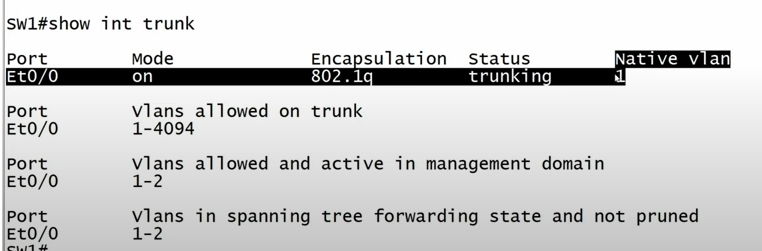 SW1#show int trunk
Port Mode Encapsulation Status Native vlan
Et0/0 on 802.1q trunking 1
Port Vlans allowed on trunk
Et0/0 1-4094
Port Vlans allowed and active in management domain
Et0/0 1-2
Port Vlans in spanning tree forwarding state and not pruned
Et0/0 1-2
SW1#